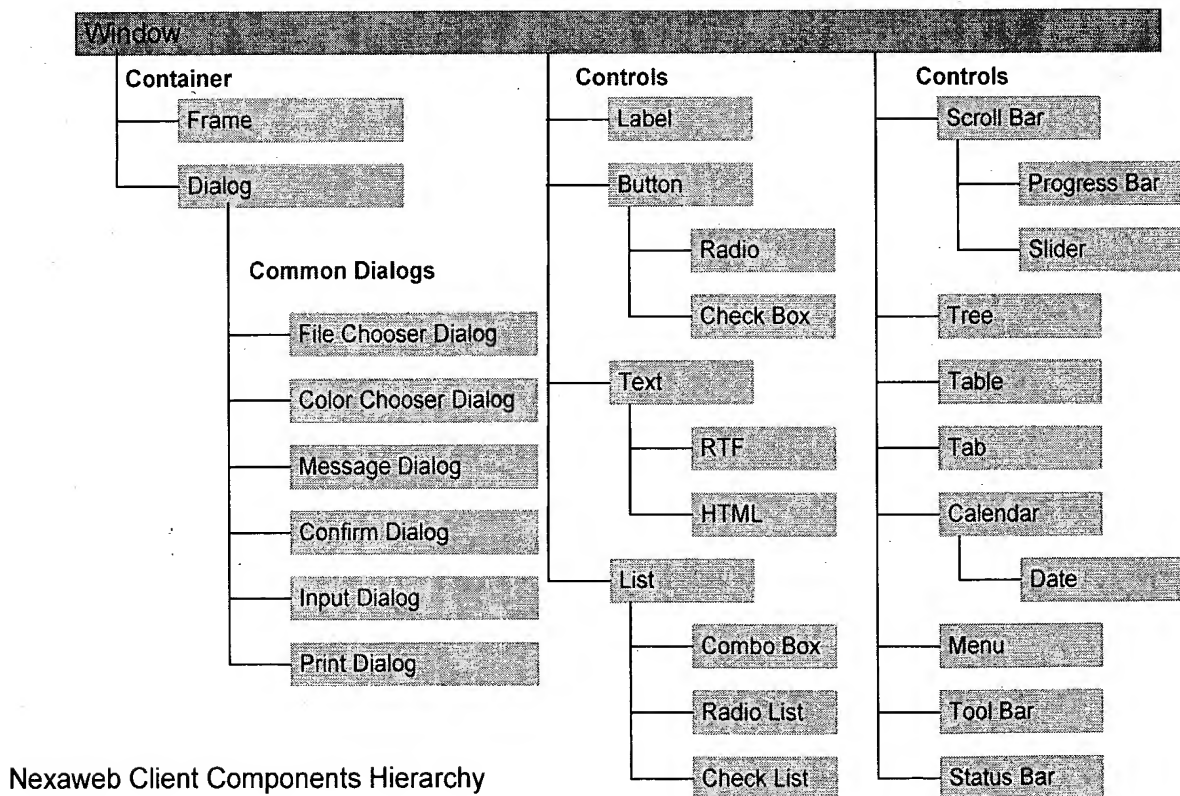 Window
Container
Frame
Dialog
Common Dialogs
File Chooser Dialog
Color Chooser Dialog
Message Dialog
Confirm Dialog
Input Dialog
Print Dialog
Controls
Label
Button
Radio
Check Box
Text
RTF
HTML
List
Combo Box
Radio List
Check List
Controls
Scroll Bar
Progress Bar
Slider
Tree
Table
Tab
Calendar
Date
Menu
Tool Bar
Status Bar
Nexaweb Client Components Hierarchy